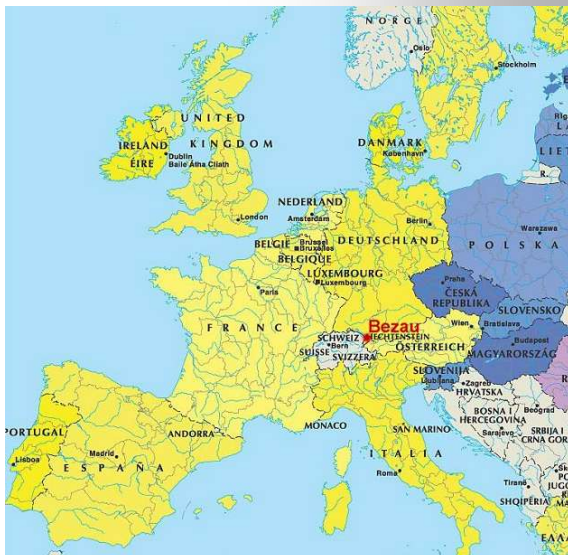 NORGE
Oslo
Stockholm
UNITED
KINGDOM
IRELAND
ÉIRE
Dublin
Baile Átha Cliath
London
DANMARK
København
NEDERLAND
Amsterdam
Berlin
DEUTSCHLAND
Warszawa
POLSKA
R.
BELGIË
Brussel
Bruxelles
BELGIQUE
LUXEMBOURG
Luxembourg
Paris
FRANCE
Praha
ČESKÁ
REPUBLIKA
SLOVENSKO
Bratislava
Wien
Bezau
LIECHTENSTEIN
ÖSTERREICH
SCHWEIZ
Bern
SUISSE
SVIZZERA
Budapest
MAGYARORSZÁG
SLOVENIJA
Ljubljana
Zagreb
HRVATSKA
BOSNA I
HERCEGOVINA
Sarajevo
Beograd
SRBIJA I
CRNA GOR
MONACO
SAN MARINO
ITALIA
Roma
ANDORRA
PORTUGAL
Lisboa
Madrid
ESPAÑA
Tiranë
SHQIPËRIA